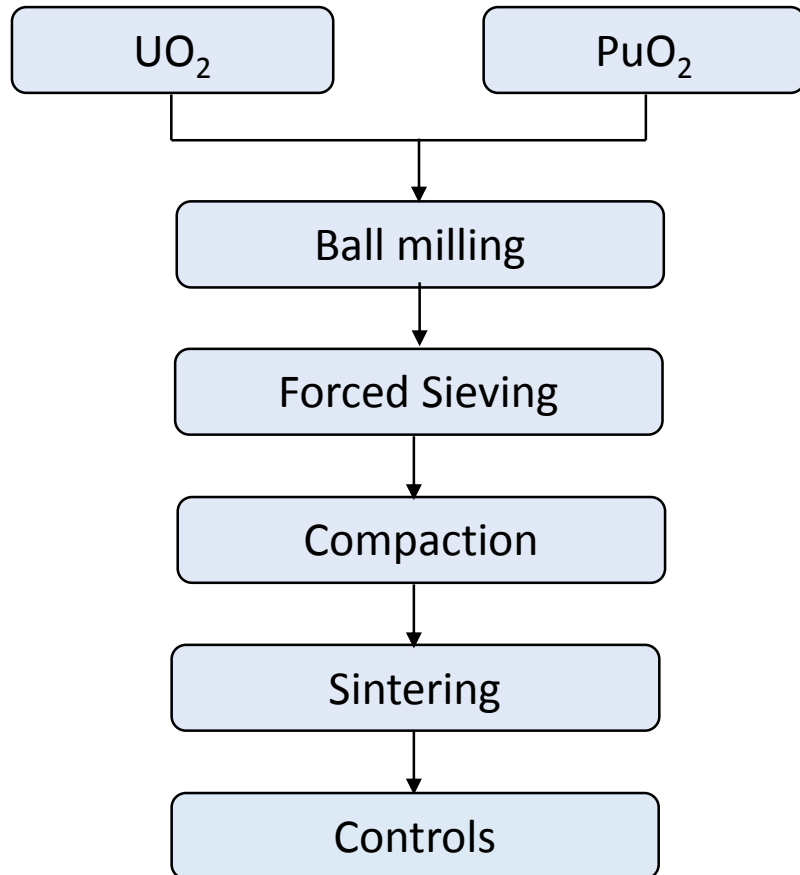 UO₂
PuO₂
Ball milling
Forced Sieving
Compaction
Sintering
Controls